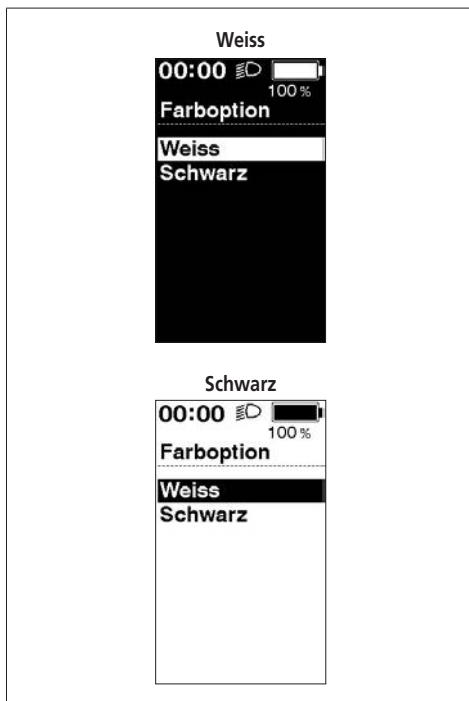 Weiss
00:00
100 %
Farboption
Weiss
Schwarz
Schwarz
00:00
100 %
Farboption
Weiss
Schwarz